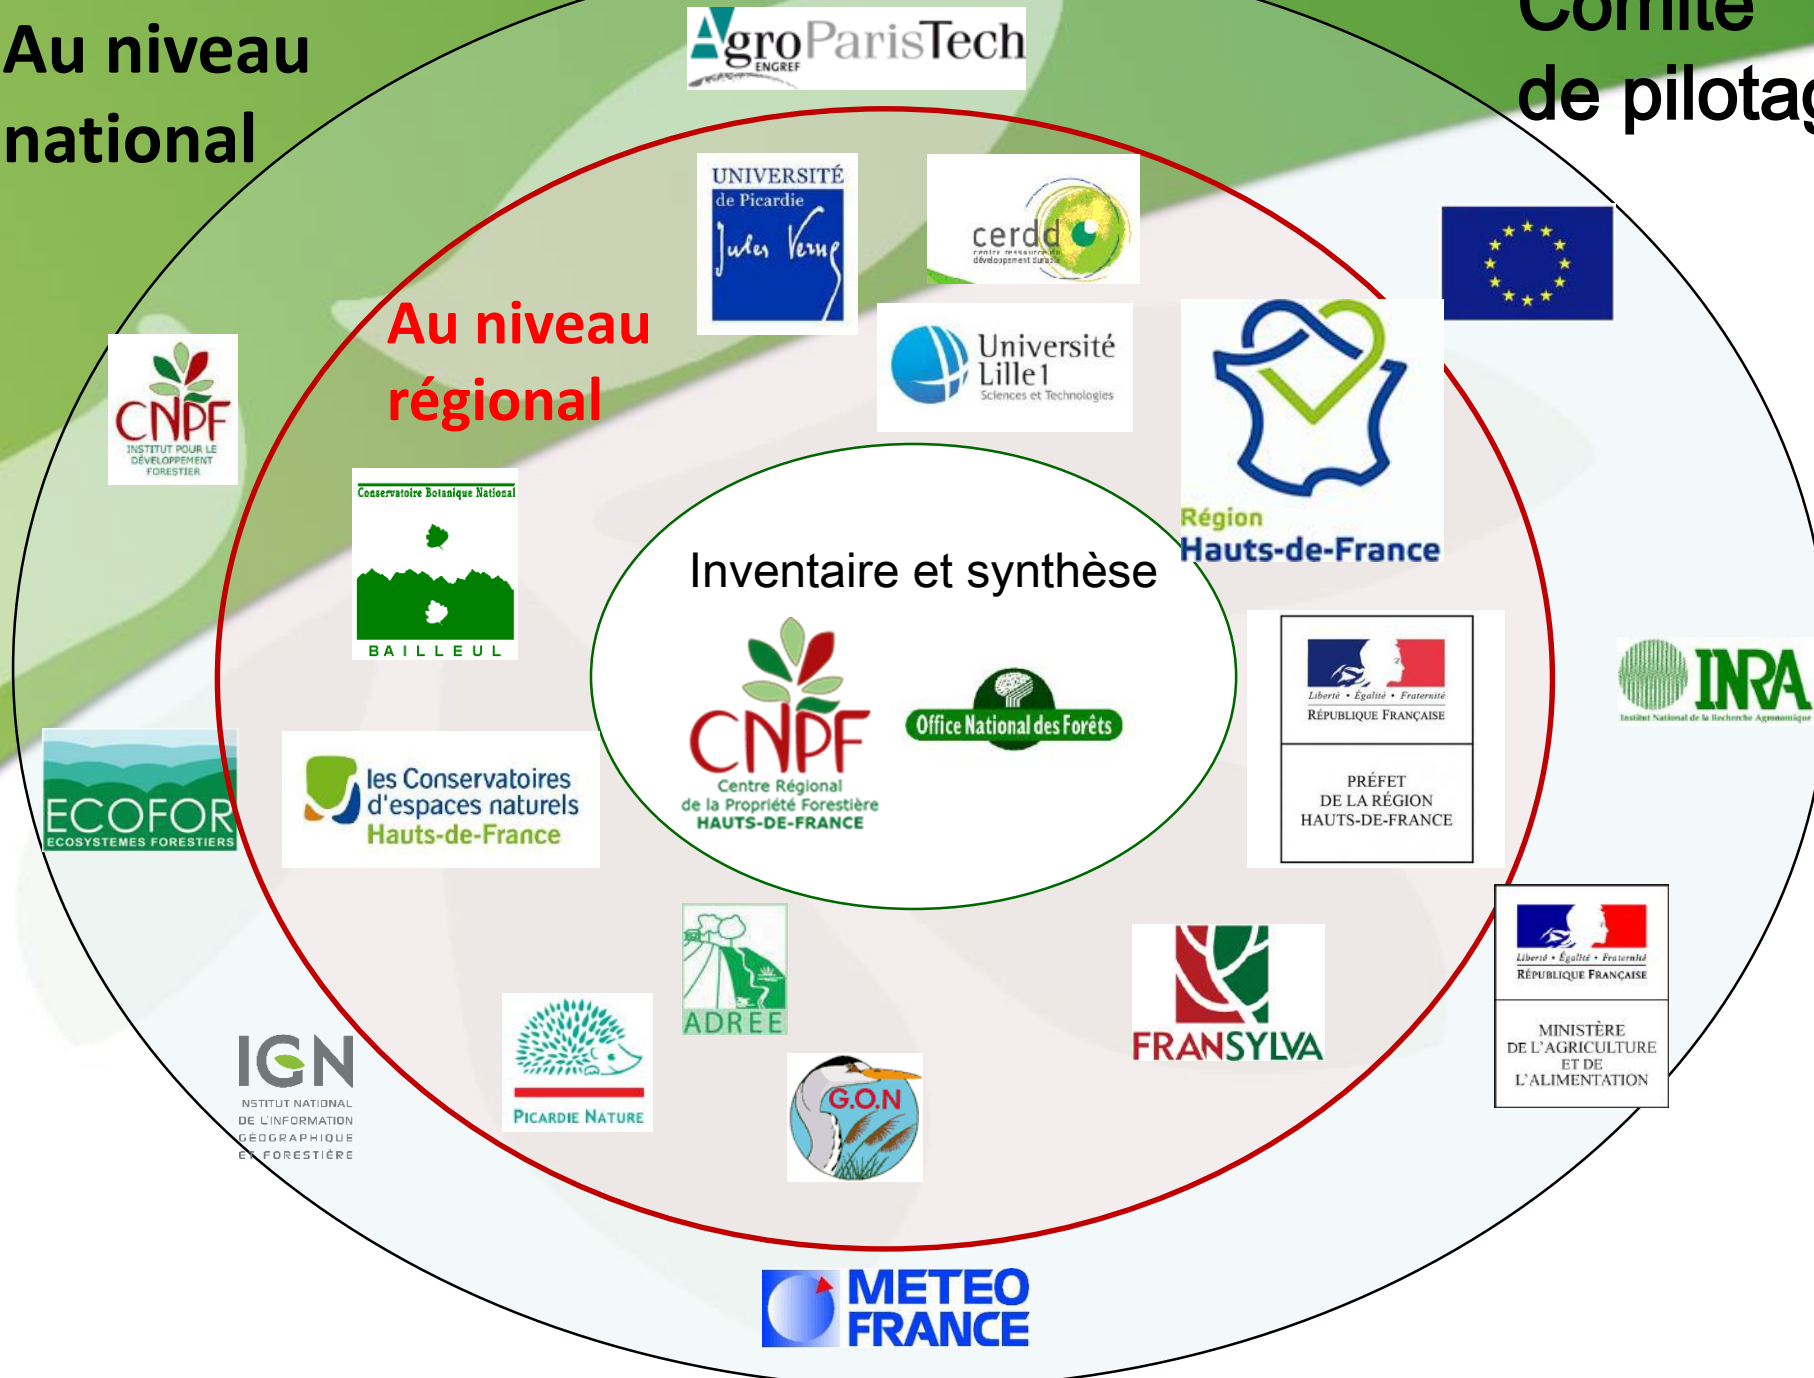 Au niveau
national
Comité
de pilotag
AgroParisTech
ENGREF
UNIVERSITÉ
de Picardie
Jules Verne
cerdd
centre ressource du
développement durable
Au niveau
régional
Université
Lille1
Sciences et Technologies
CNPF
INSTITUT POUR LE
DÉVELOPPEMENT
FORESTIER
Conservatoire Botanique National
BAILLEUL
Région
Hauts-de-France
Inventaire et synthèse
CNPF
Centre Régional
de la Propriété Forestière
HAUTS-DE-FRANCE
Office National des Forêts
Liberté • Égalité • Fraternité
RÉPUBLIQUE FRANÇAISE
PRÉFET
DE LA RÉGION
HAUTS-DE-FRANCE
INRA
Institut National de la Recherche Agronomique
ECOFOR
ECOSYSTEMES FORESTIERS
les Conservatoires
d'espaces naturels
Hauts-de-France
ADREE
FRANSYLVA
Liberté • Égalité • Fraternité
RÉPUBLIQUE FRANÇAISE
MINISTÈRE
DE L'AGRICULTURE
ET DE
L'ALIMENTATION
IGN
NSTITUT NATIONAL
DE L'INFORMATION
GÉOGRAPHIQUE
ET FORESTIÈRE
PICARDIE NATURE
G.O.N
METEO
FRANCE